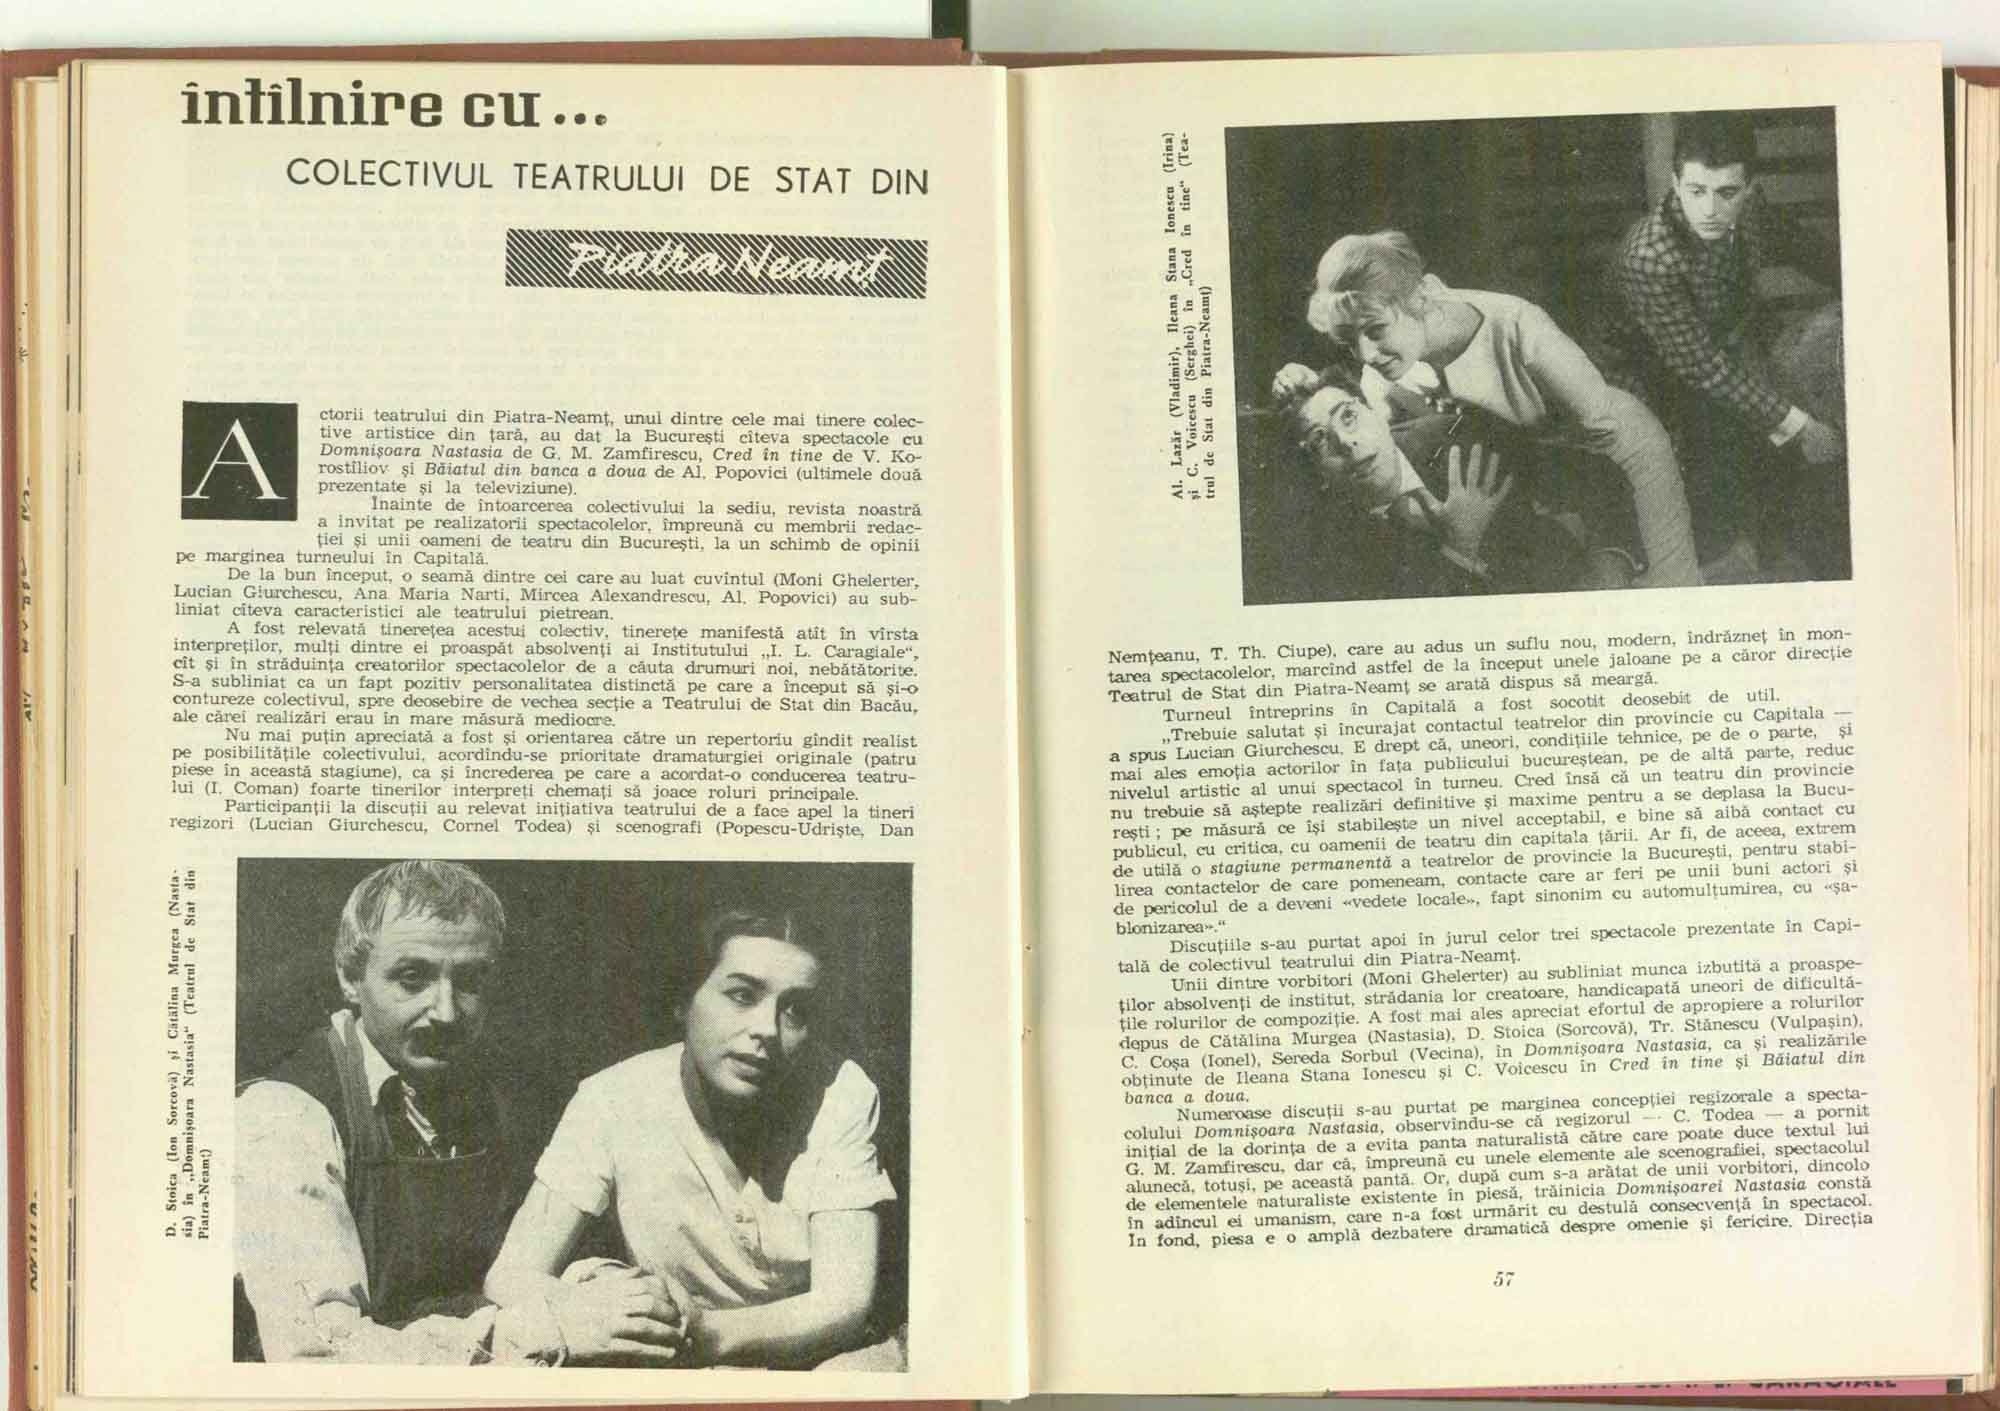 întîlnire cu...
COLECTIVUL TEATRULUI DE STAT DIN
Piatra Neamț
Actorii teatrului din Piatra-Neamț, unul dintre cele mai tinere colec-
tive artistice din țară, au dat la București cîteva spectacole cu
Domnișoara Nastasia de G. M. Zamfirescu, Cred în tine de V. Ko-
rostîliov și Băiatul din banca a doua de Al. Popovici (ultimele două
prezentate și la televiziune).
Înainte de întoarcerea colectivului la sediu, revista noastră
a invitat pe realizatorii spectacolelor, împreună cu membrii redac-
ției și unii oameni de teatru din București, la un schimb de opinii
pe marginea turneului în Capitală.
De la bun început, o seamă dintre cei care au luat cuvîntul (Moni Ghelerter,
Lucian Giurchescu, Ana Maria Narti, Mircea Alexandrescu, Al. Popovici) au sub-
liniat cîteva caracteristici ale teatrului pietrean.
A fost relevată tinerețea acestui colectiv, tinerețe manifestă atît în vîrsta
interpreților, mulți dintre ei proaspăt absolvenți ai Institutului „I. L. Caragiale“,
cît și în străduința creatorilor spectacolelor de a căuta drumuri noi, nebătătorite.
S-a subliniat ca un fapt pozitiv personalitatea distinctă pe care a început să și-o
contureze colectivul, spre deosebire de vechea secție a Teatrului de Stat din Bacău,
ale cărei realizări erau în mare măsură mediocre.
Nu mai puțin apreciată a fost și orientarea către un repertoriu gîndit realist
pe posibilitățile colectivului, acordîndu-se prioritate dramaturgiei originale (patru
piese în această stagiune), ca și încrederea pe care a acordat-o conducerea teatru-
lui (I. Coman) foarte tinerilor interpreți chemați să joace roluri principale.
Participanții la discuții au relevat inițiativa teatrului de a face apel la tineri
regizori (Lucian Giurchescu, Cornel Todea) și scenografi (Popescu-Udriște, Dan
D. Stoica (Ion Sorcovă) și Cătălina Murgea (Nasta-
sia) în „Domnișoara Nastasia“ (Teatrul de Stat din
Piatra-Neamț)
Al. Lazăr (Vladimir), Ileana Stana Ionescu (Irina)
și C. Voicescu (Serghei) în „Cred în tine“ (Tea-
trul de Stat din Piatra-Neamț)
Nemțeanu, T. Th. Ciupe), care au adus un suflu nou, modern, îndrăzneț în mon-
tarea spectacolelor, marcînd astfel de la început unele jaloane pe a căror direcție
Teatrul de Stat din Piatra-Neamț se arată dispus să meargă.
Turneul întreprins în Capitală a fost socotit deosebit de util.
„Trebuie salutat și încurajat contactul teatrelor din provincie cu Capitala —
a spus Lucian Giurchescu. E drept că, uneori, condițiile tehnice, pe de o parte, și
mai ales emoția actorilor în fața publicului bucureștean, pe de altă parte, reduc
nivelul artistic al unui spectacol în turneu. Cred însă că un teatru din provincie
nu trebuie să aștepte realizări definitive și maxime pentru a se deplasa la Bucu-
rești ; pe măsură ce își stabilește un nivel acceptabil, e bine să aibă contact cu
publicul, cu critica, cu oamenii de teatru din capitala țării. Ar fi, de aceea, extrem
de utilă o stagiune permanentă a teatrelor de provincie la București, pentru stabi-
lirea contactelor de care pomeneam, contacte care ar feri pe unii buni actori și
de pericolul de a deveni «vedete locale», fapt sinonim cu automulțumirea, cu «șa-
blonizarea».“
Discuțiile s-au purtat apoi în jurul celor trei spectacole prezentate în Capi-
tală de colectivul teatrului din Piatra-Neamț.
Unii dintre vorbitori (Moni Ghelerter) au subliniat munca izbutită a proaspe-
ților absolvenți de institut, strădania lor creatoare, handicapată uneori de dificultă-
țile rolurilor de compoziție. A fost mai ales apreciat efortul de apropiere a rolurilor
depus de Cătălina Murgea (Nastasia), D. Stoica (Sorcovă), Tr. Stănescu (Vulpașin),
C. Coșa (Ionel), Sereda Sorbul (Vecina), în Domnișoara Nastasia, ca și realizările
obținute de Ileana Stana Ionescu și C. Voicescu în Cred în tine și Băiatul din
banca a doua.
Numeroase discuții s-au purtat pe marginea concepției regizorale a specta-
colului Domnișoara Nastasia, observîndu-se că regizorul — C. Todea — a pornit
inițial de la dorința de a evita panta naturalistă către care poate duce textul lui
G. M. Zamfirescu, dar că, împreună cu unele elemente ale scenografiei, spectacolul
alunecă, totuși, pe această pantă. Or, după cum s-a arătat de unii vorbitori, dincolo
de elementele naturaliste existente în piesă, trăinicia Domnișoarei Nastasia constă
în adîncul ei umanism, care n-a fost urmărit cu destulă consecvență în spectacol.
În fond, piesa e o amplă dezbatere dramatică despre omenie și fericire. Direcția
57